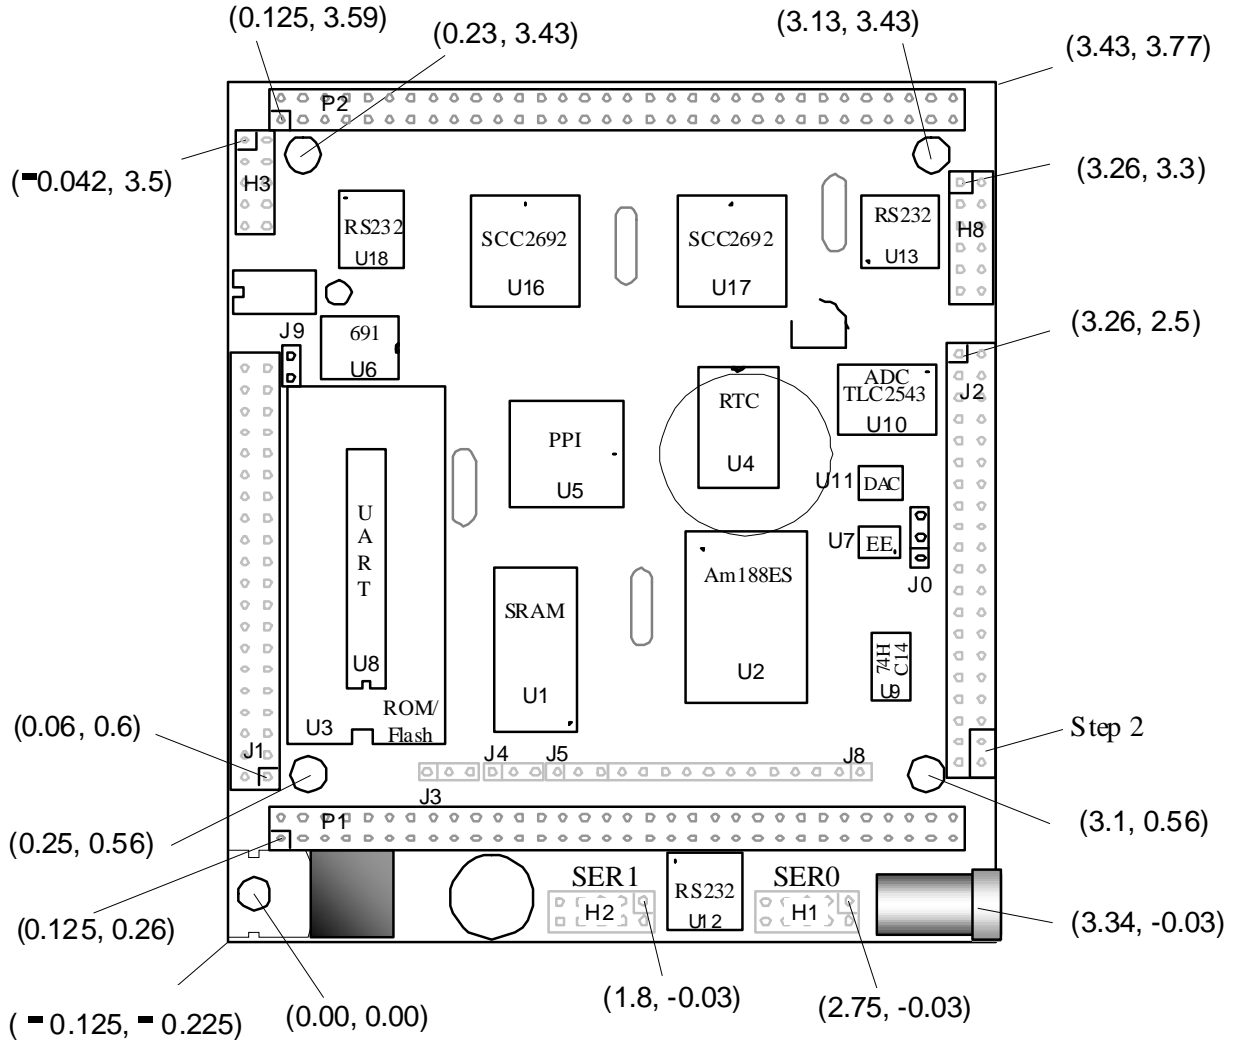 (0.125, 3.59)
(0.23, 3.43)
(3.13, 3.43)
(3.43, 3.77)
P2
(-0.042, 3.5)
H3
(3.26, 3.3)
RS232
U18
SCC2692
U16
SCC2692
U17
RS232
U13
H8
J9
691
U6
(3.26, 2.5)
RTC
U4
ADC
TLC2543
U10
J2
PPI
U5
U11
DAC
UART
U8
U7
EE
J0
Am188ES
U2
SRAM
U1
74H
C14
U9
(0.06, 0.6)
U3
ROM/
Flash
J1
J4
J5
J8
Step 2
J3
P1
(0.25, 0.56)
(3.1, 0.56)
SER1
H2
RS232
U12
SER0
H1
(0.125, 0.26)
(3.34, -0.03)
(-0.125, -0.225)
(0.00, 0.00)
(1.8, -0.03)
(2.75, -0.03)